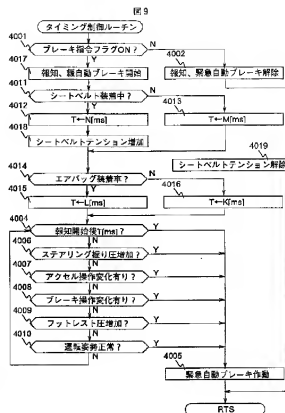 図9
タイミング制御ルーチン
4001
ブレーキ指令フラグON?
N
Y
4002
4017
報知、緩自動ブレーキ開始
報知、緊急自動ブレーキ解除
4011
シートベルト装着中?
N
Y
4012
T←N[ms]
4013
T←M[ms]
4018
シートベルトテンション増加
4019
シートベルトテンション解除
4014
エアバッグ装着車?
N
Y
4015
T←L[ms]
4016
T←K[ms]
4004
報知開始後T[ms]?
Y
N
4006
ステアリング握り圧増加?
Y
N
4007
アクセル操作変化有り?
Y
N
4008
ブレーキ操作変化有り?
Y
N
4009
フットレスト圧増加?
Y
N
4010
運転姿勢正常?
Y
N
4005
緊急自動ブレーキ作動
RTS